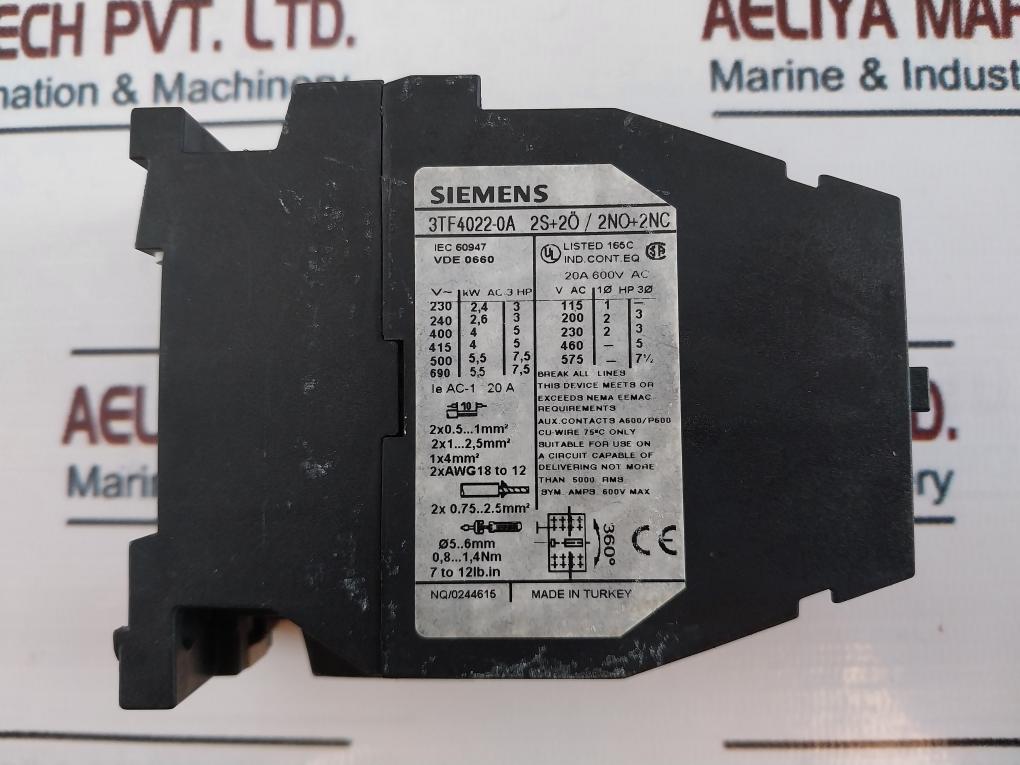 ECH PVT. LTD.
mation & Machinery
AELIYA MAR
Marine & Indust
SIEMENS
3TF4022-0A 2S+2Ö / 2NO+2NC
IEC 60947
VDE 0660
V~ kW AC 3 HP
230 2,4 3
240 2,6 3
400 4 5
415 4 5
500 5,5 7,5
690 5,5 7,5
Ie AC-1 20 A
10
2x0.5...1mm²
2x1...2,5mm²
1x4mm²
2xAWG18 to 12
2x 0.75..2.5mm²
Ø5..6mm
0,8...1,4Nm
7 to 12lb.in
UL LISTED 165C
IND.CONT.EQ
SA
20A 600V AC
V AC 1Ø HP 3Ø
115 1 –
200 2 3
230 2 3
460 – 5
575 – 7½
BREAK ALL LINES
THIS DEVICE MEETS OR
EXCEEDS NEMA EEMAC
REQUIREMENTS
AUX.CONTACTS A600/P600
CU-WIRE 75°C ONLY
SUITABLE FOR USE ON
A CIRCUIT CAPABLE OF
DELIVERING NOT MORE
THAN 5000 RMS
SYM. AMPS. 600V MAX
360°
CE
NQ/0244615
MADE IN TURKEY
AEL
D.
Marin
ery